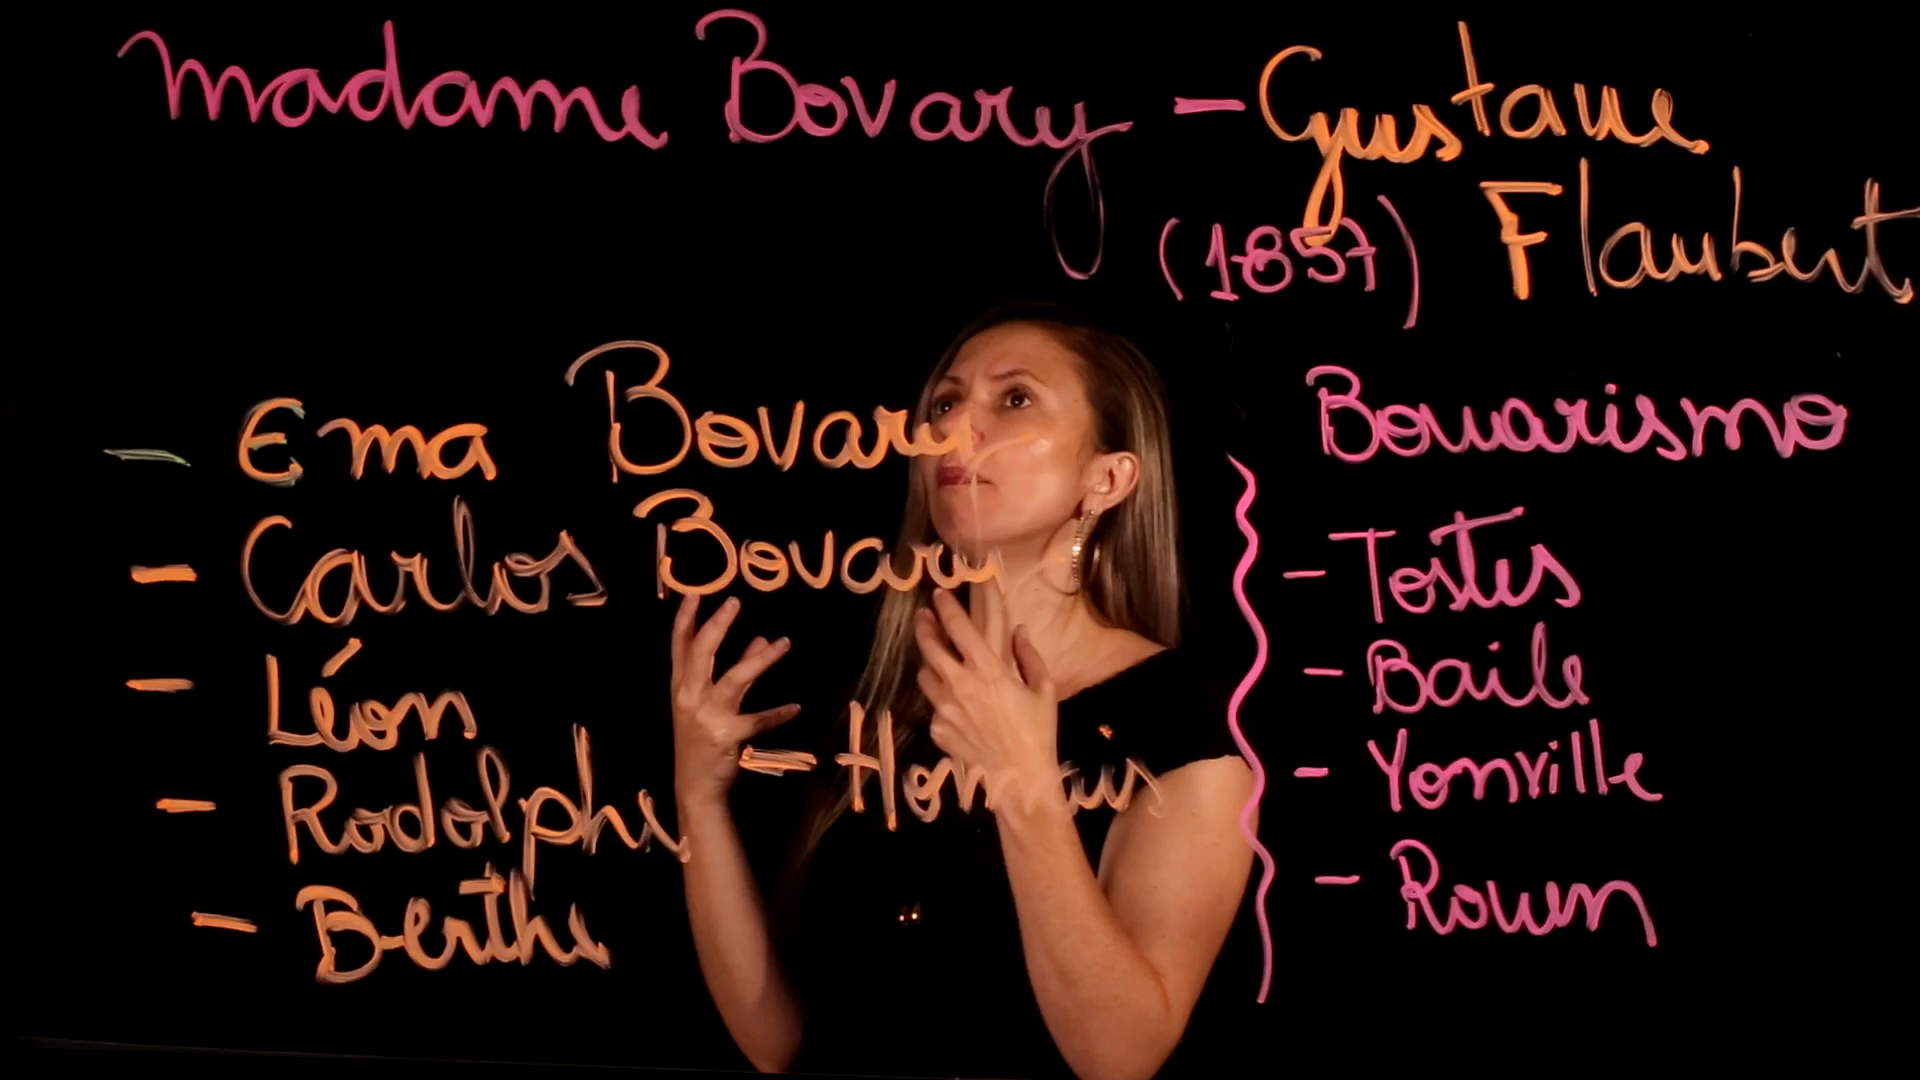 Madame Bovary - Gustave
(1857) Flaubert
- Ema Bovary
- Carlos Bovary
- Léon
- Rodolphe
- Homais
- Berthe
Bovarismo
- Tostes
- Baile
- Yonville
- Rouen